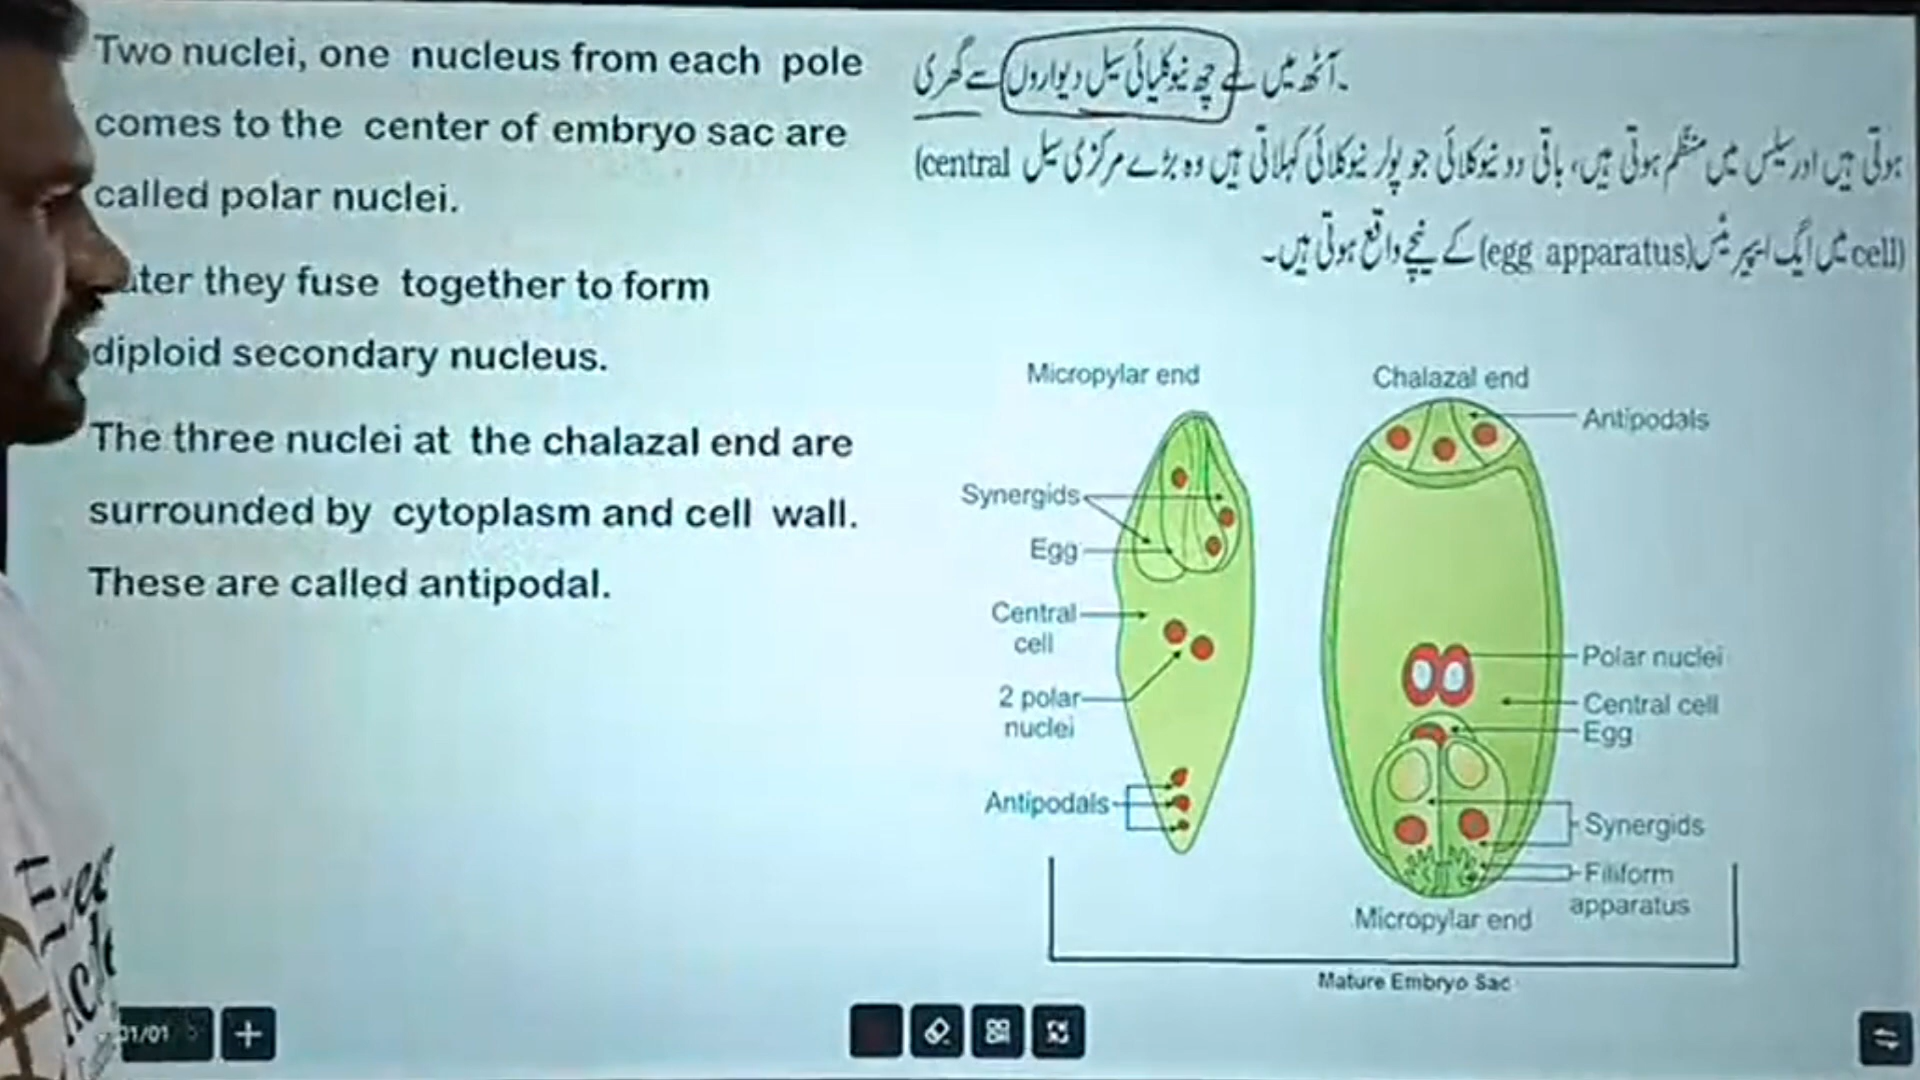 Two nuclei, one nucleus from each pole
comes to the center of embryo sac are
called polar nuclei.
they fuse together to form
diploid secondary nucleus.
The three nuclei at the chalazal end are
surrounded by cytoplasm and cell wall.
These are called antipodal.
۔آٹھ میں سے چھ نیوکلیائی سیل دیواروں سے گھری
ہوتی ہیں اور سیلس میں منظم ہوتی ہیں، باقی دو نیوکلائی جو پولر نیوکلائی کہلاتی ہیں وہ بڑے مرکزی سیل (central
cell) میں ایگ (egg apparatus) کے نیچے واقع ہوتی ہیں۔
Micropylar end
Synergids
Egg
Central
cell
2 polar
nuclei
Antipodals
Chalazal end
Antipodals
Polar nuclei
Central cell
Egg
Synergids
Filiform
apparatus
Micropylar end
Mature Embryo Sac
01/01